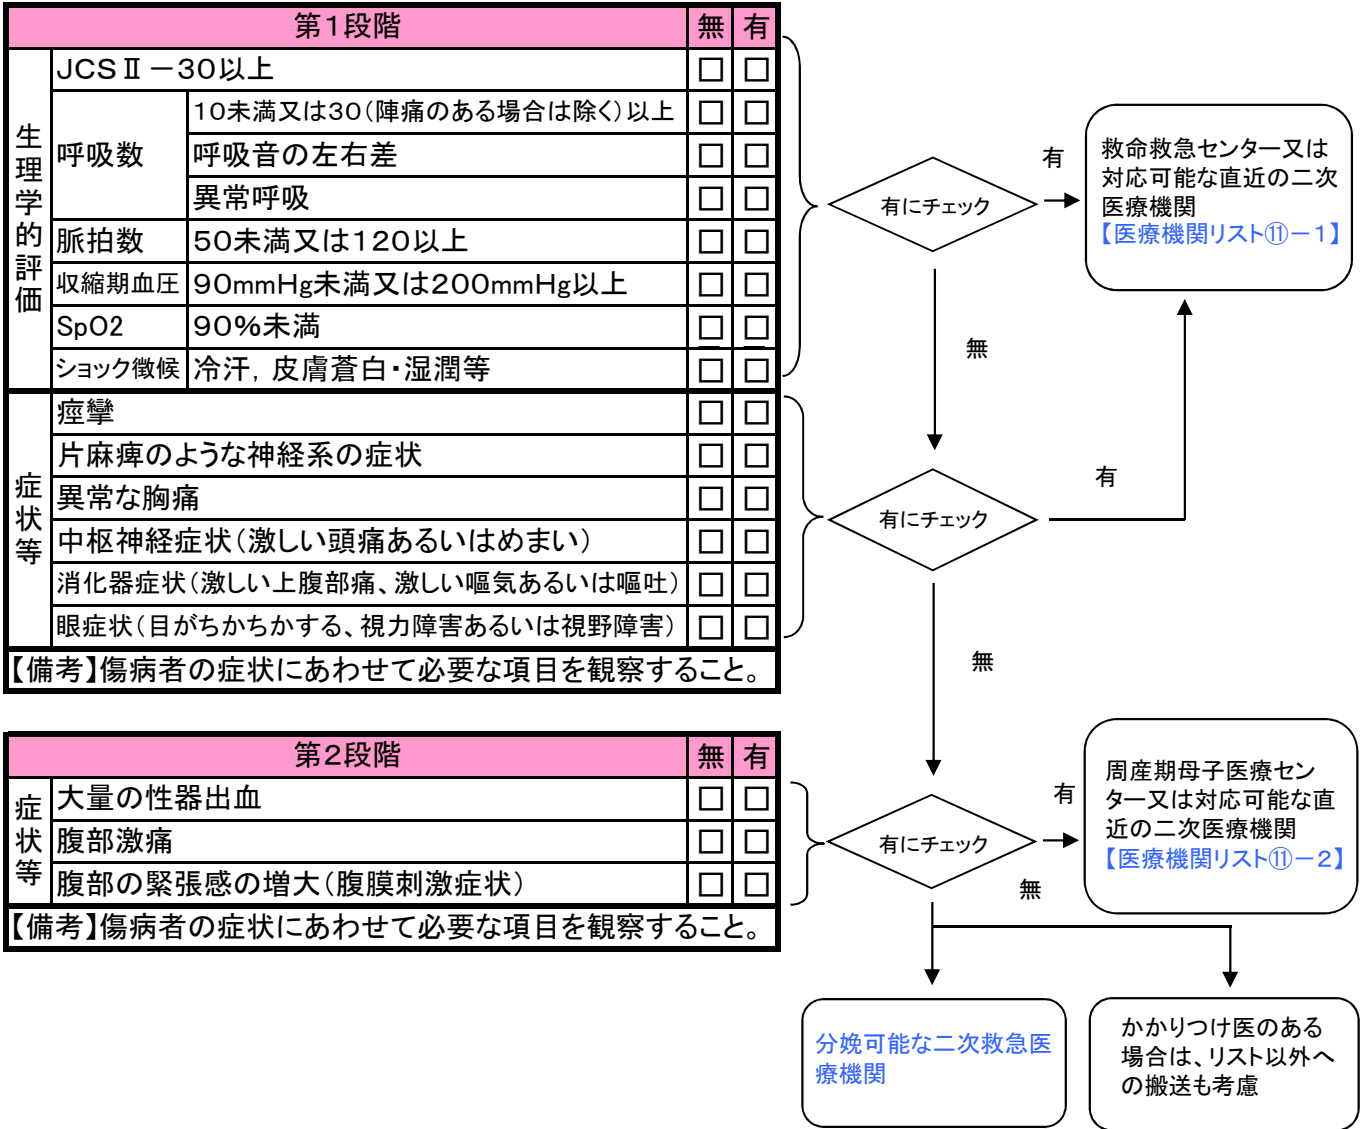 第1段階 無 有
生理学的評価
JCSⅡー30以上 □ □
呼吸数
10未満又は30（陣痛のある場合は除く）以上 □ □
呼吸音の左右差 □ □
異常呼吸 □ □
脈拍数 50未満又は120以上 □ □
収縮期血圧 90mmHg未満又は200mmHg以上 □ □
SpO2 90%未満 □ □
ショック徴候 冷汗，皮膚蒼白・湿潤等 □ □
症状等
痙攣 □ □
片麻痺のような神経系の症状 □ □
異常な胸痛 □ □
中枢神経症状（激しい頭痛あるいはめまい） □ □
消化器症状（激しい上腹部痛、激しい嘔気あるいは嘔吐） □ □
眼症状（目がちかちかする、視力障害あるいは視野障害） □ □
【備考】傷病者の症状にあわせて必要な項目を観察すること。
有にチェック
有
救命救急センター又は
対応可能な直近の二次
医療機関
【医療機関リスト⑪－1】
無
有にチェック
有
無
第2段階 無 有
症状等
大量の性器出血 □ □
腹部激痛 □ □
腹部の緊張感の増大（腹膜刺激症状） □ □
【備考】傷病者の症状にあわせて必要な項目を観察すること。
有にチェック
有
周産期母子医療セン
ター又は対応可能な直
近の二次医療機関
【医療機関リスト⑪－2】
無
分娩可能な二次救急医
療機関
かかりつけ医のある
場合は、リスト以外へ
の搬送も考慮